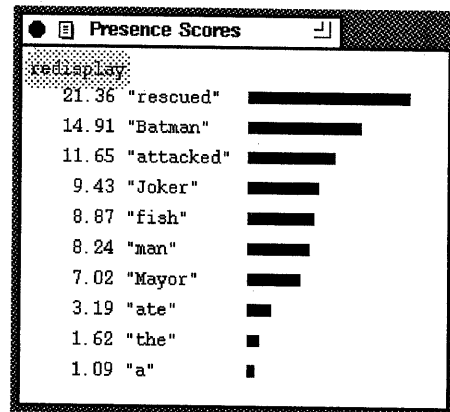 Presence Scores
redisplay
21.36 "rescued"
14.91 "Batman"
11.65 "attacked"
9.43 "Joker"
8.87 "fish"
8.24 "man"
7.02 "Mayor"
3.19 "ate"
1.62 "the"
1.09 "a"